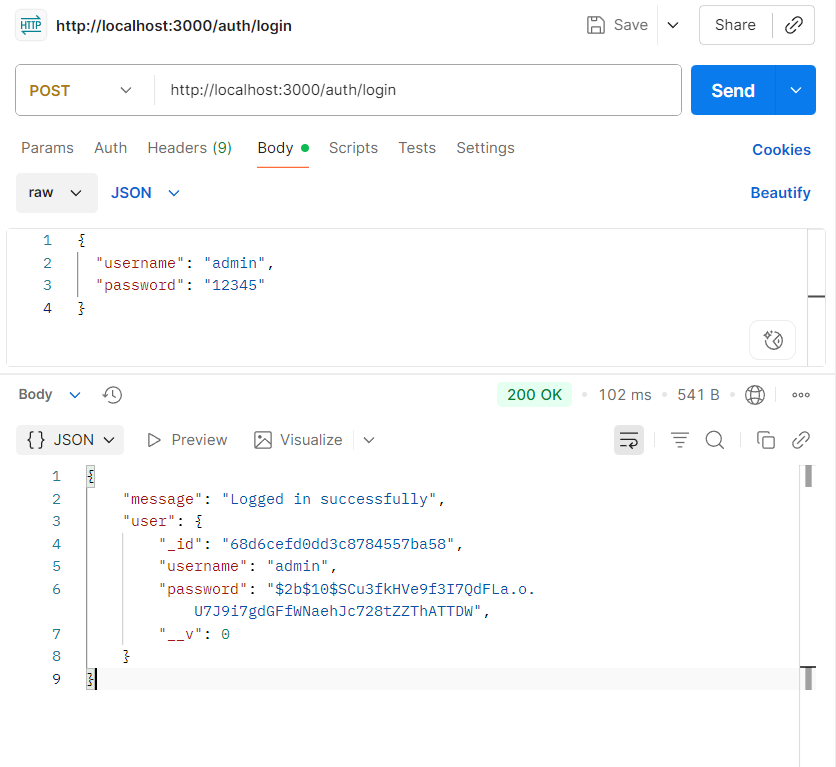 HTTP http://localhost:3000/auth/login Save Share
POST http://localhost:3000/auth/login Send
Params Auth Headers (9) Body Scripts Tests Settings Cookies
raw JSON Beautify
1 {
2 "username": "admin",
3 "password": "12345"
4 }
Body 200 OK • 102 ms • 541 B •
{} JSON Preview Visualize
1 {
2 "message": "Logged in successfully",
3 "user": {
4 "_id": "68d6cefd0dd3c8784557ba58",
5 "username": "admin",
6 "password": "$2b$10$SCu3fkHVe9f3I7QdFLa.o.
U7J9i7gdGFfWNaehJc728tZZThATTDW",
7 "__v": 0
8 }
9 }